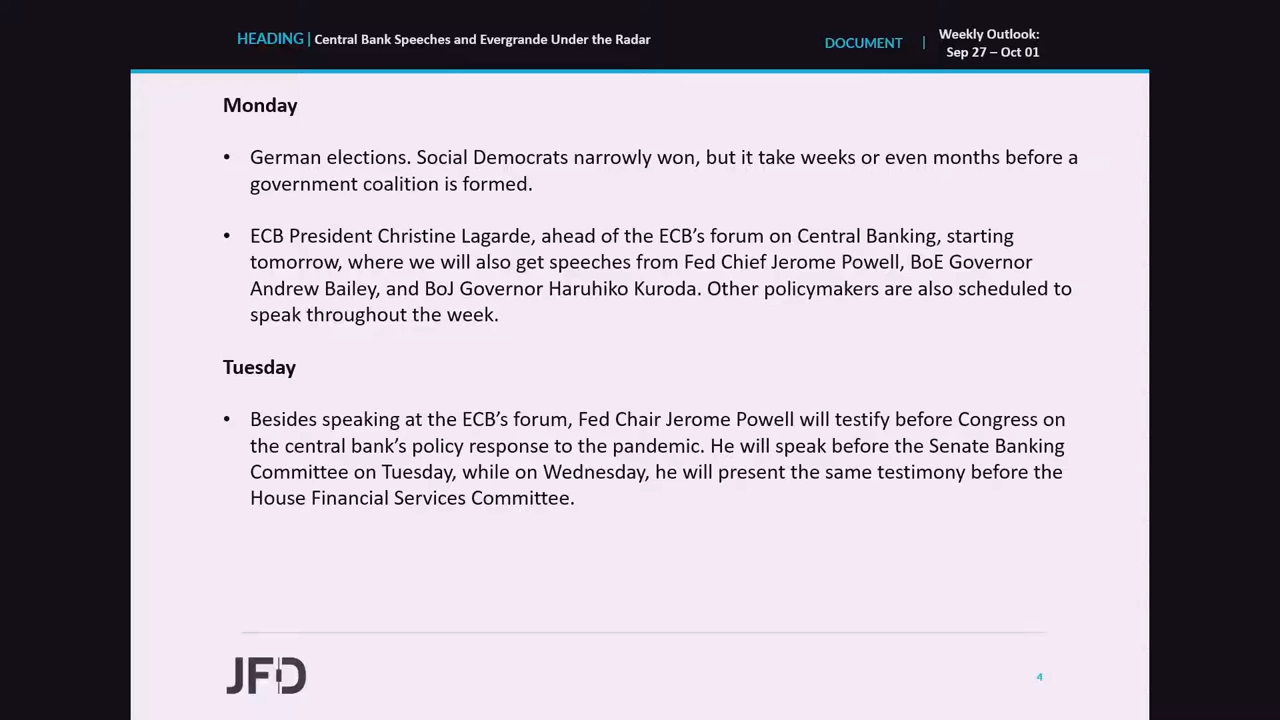 HEADING | Central Bank Speeches and Evergrande Under the Radar
DOCUMENT | Weekly Outlook:
Sep 27 – Oct 01
Monday
• German elections. Social Democrats narrowly won, but it take weeks or even months before a
government coalition is formed.
• ECB President Christine Lagarde, ahead of the ECB’s forum on Central Banking, starting
tomorrow, where we will also get speeches from Fed Chief Jerome Powell, BoE Governor
Andrew Bailey, and BoJ Governor Haruhiko Kuroda. Other policymakers are also scheduled to
speak throughout the week.
Tuesday
• Besides speaking at the ECB’s forum, Fed Chair Jerome Powell will testify before Congress on
the central bank’s policy response to the pandemic. He will speak before the Senate Banking
Committee on Tuesday, while on Wednesday, he will present the same testimony before the
House Financial Services Committee.
JFD
4